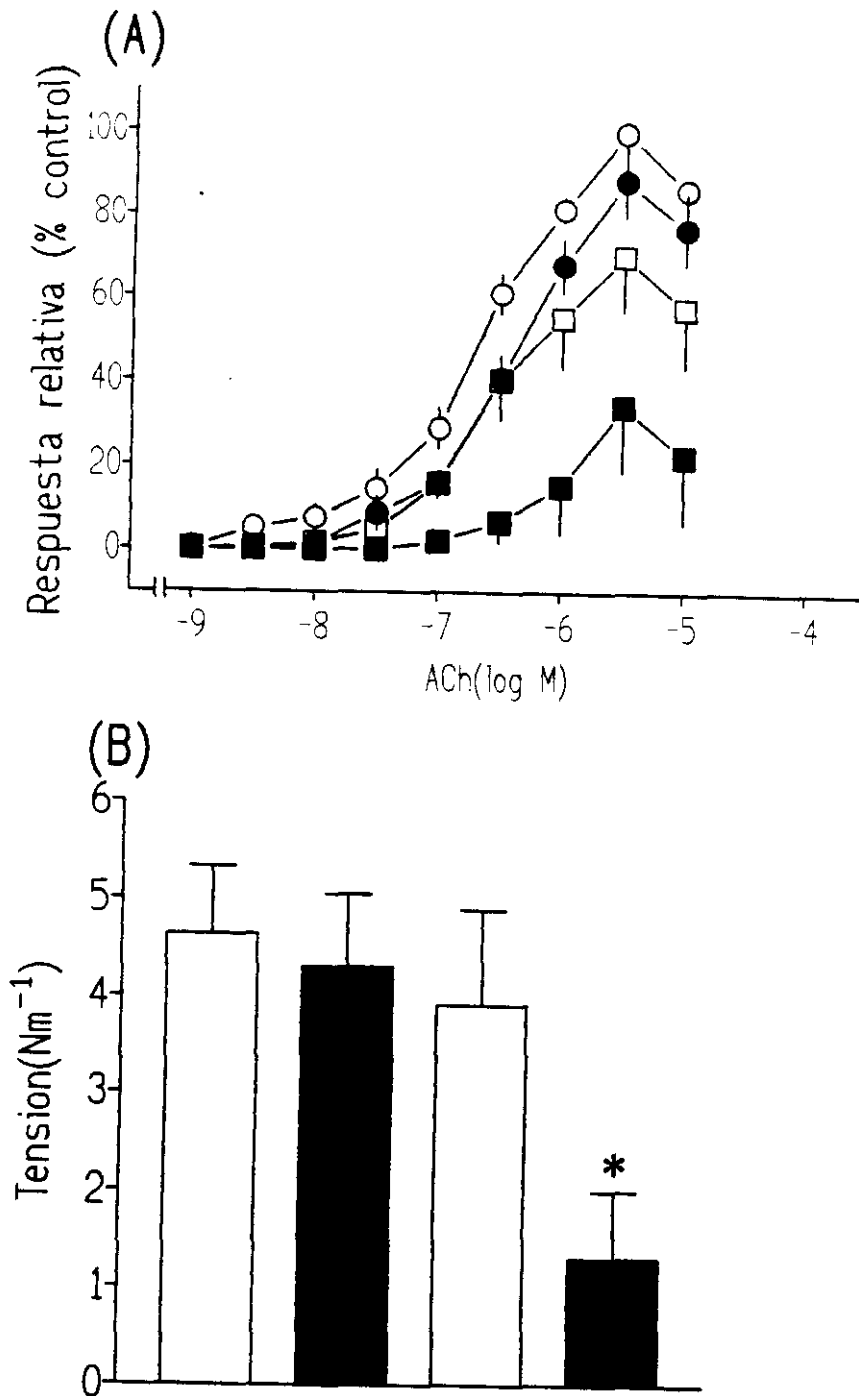 (A)
Respuesta relativa (% control)
100
80
60
40
20
0
-9 -8 -7 -6 -5 -4
ACh(log M)
(B)
Tension(Nm⁻¹)
6
5
4
3
2
1
0
*